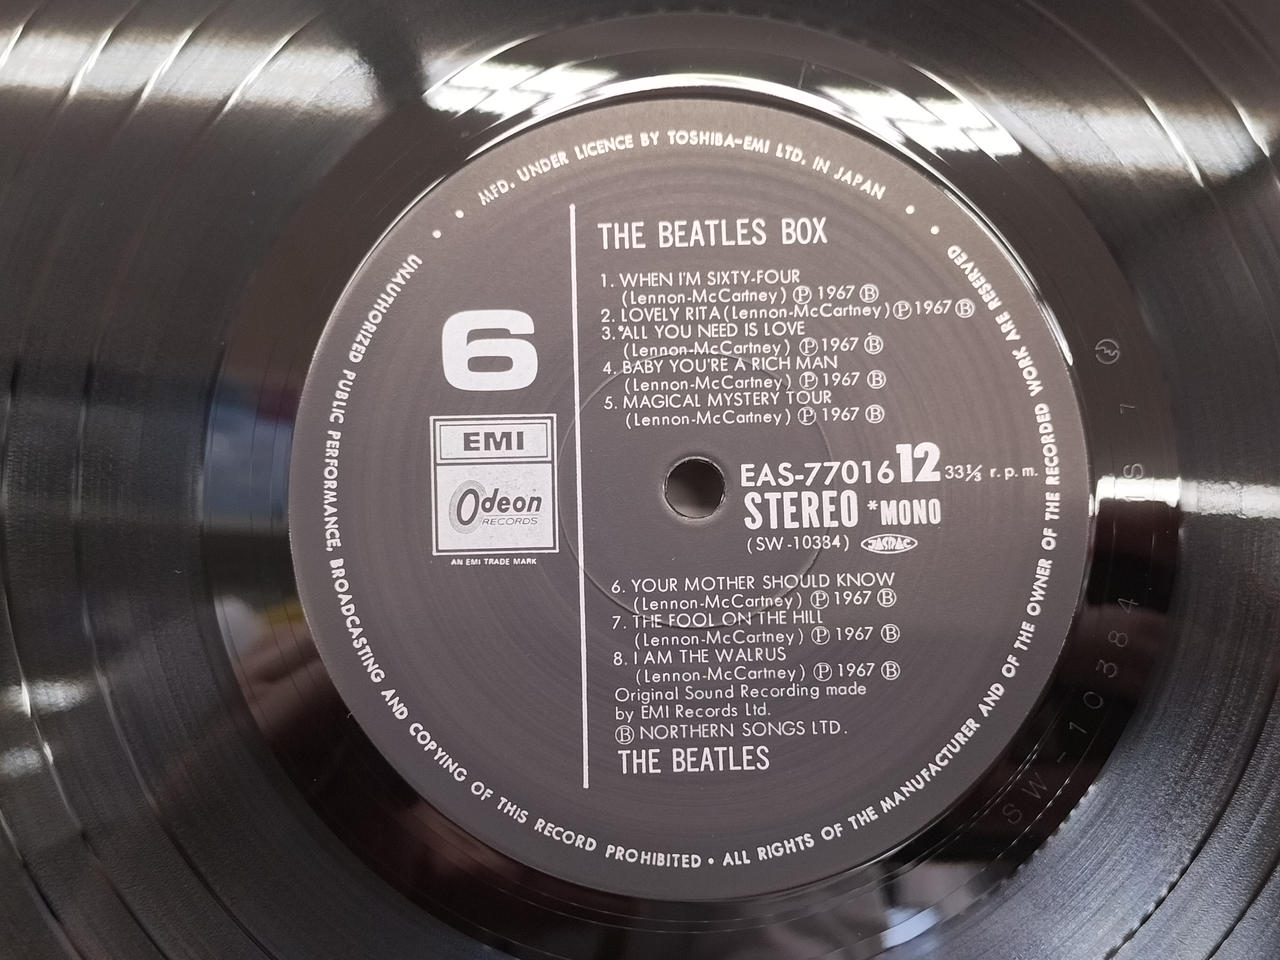 MFD. UNDER LICENCE BY TOSHIBA-EMI LTD. IN JAPAN
UNAUTHORIZED PUBLIC PERFORMANCE, BROADCASTING AND COPYING OF THIS RECORD PROHIBITED • ALL RIGHTS OF THE MANUFACTURER AND OF THE OWNER OF THE RECORDED WORK ARE RESERVED
6
EMI
Odeon
RECORDS
AN EMI TRADE MARK
THE BEATLES BOX
1. WHEN I'M SIXTY-FOUR
(Lennon-McCartney) Ⓟ 1967 Ⓑ
2. LOVELY RITA (Lennon-McCartney) Ⓟ 1967 Ⓑ
3. *ALL YOU NEED IS LOVE
(Lennon-McCartney) Ⓟ 1967 Ⓑ
4. BABY YOU'RE A RICH MAN
(Lennon-McCartney) Ⓟ 1967 Ⓑ
5. MAGICAL MYSTERY TOUR
(Lennon-McCartney) Ⓟ 1967 Ⓑ
EAS-77016 12 33⅓ r.p.m.
STEREO *MONO
(SW-10384) JASRAC
6. YOUR MOTHER SHOULD KNOW
(Lennon-McCartney) Ⓟ 1967 Ⓑ
7. THE FOOL ON THE HILL
(Lennon-McCartney) Ⓟ 1967 Ⓑ
8. I AM THE WALRUS
(Lennon-McCartney) Ⓟ 1967 Ⓑ
Original Sound Recording made
by EMI Records Ltd.
Ⓑ NORTHERN SONGS LTD.
THE BEATLES
SW-10384